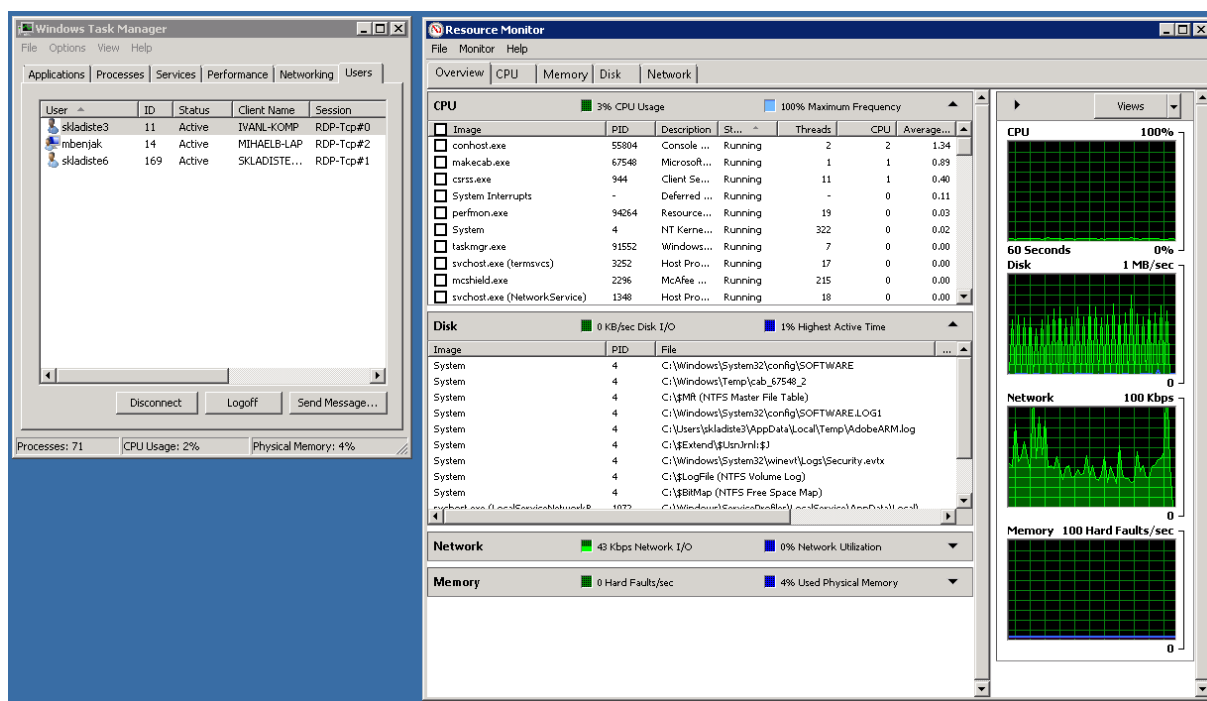 Windows Task Manager
File Options View Help
Applications Processes Services Performance Networking Users
User ID Status Client Name Session
skladiste3 11 Active IVANL-KOMP RDP-Tcp#0
mbenjak 14 Active MIHAELB-LAP RDP-Tcp#2
skladiste6 169 Active SKLADISTE... RDP-Tcp#1
Disconnect Logoff Send Message...
Processes: 71 CPU Usage: 2% Physical Memory: 4%
Resource Monitor
File Monitor Help
Overview CPU Memory Disk Network
CPU 3% CPU Usage 100% Maximum Frequency
Image PID Description St... Threads CPU Average...
conhost.exe 55804 Console ... Running 2 2 1.34
makecab.exe 67548 Microsoft... Running 1 1 0.89
csrss.exe 944 Client Se... Running 11 1 0.40
System Interrupts - Deferred ... Running - 0 0.11
perfmon.exe 94264 Resource... Running 19 0 0.03
System 4 NT Kerne... Running 322 0 0.02
taskmgr.exe 91552 Windows... Running 7 0 0.00
svchost.exe (termsvcs) 3252 Host Pro... Running 17 0 0.00
mcshield.exe 2296 McAfee ... Running 215 0 0.00
svchost.exe (NetworkService) 1348 Host Pro... Running 18 0 0.00
Disk 0 KB/sec Disk I/O 1% Highest Active Time
Image PID File ...
System 4 C:\Windows\System32\config\SOFTWARE
System 4 C:\Windows\Temp\cab_67548_2
System 4 C:\$Mft (NTFS Master File Table)
System 4 C:\Windows\System32\config\SOFTWARE.LOG1
System 4 C:\Users\skladiste3\AppData\Local\Temp\AdobeARM.log
System 4 C:\$Extend\$UsnJrnl:$J
System 4 C:\Windows\System32\winevt\Logs\Security.evtx
System 4 C:\$LogFile (NTFS Volume Log)
System 4 C:\$BitMap (NTFS Free Space Map)
svchost.exe (LocalServiceNetworkR... 1072 C:\Windows\ServiceProfiles\LocalService\AppData\Local\
Network 43 Kbps Network I/O 0% Network Utilization
Memory 0 Hard Faults/sec 4% Used Physical Memory
Views
CPU 100%
60 Seconds 0%
Disk 1 MB/sec
0
Network 100 Kbps
0
Memory 100 Hard Faults/sec
0